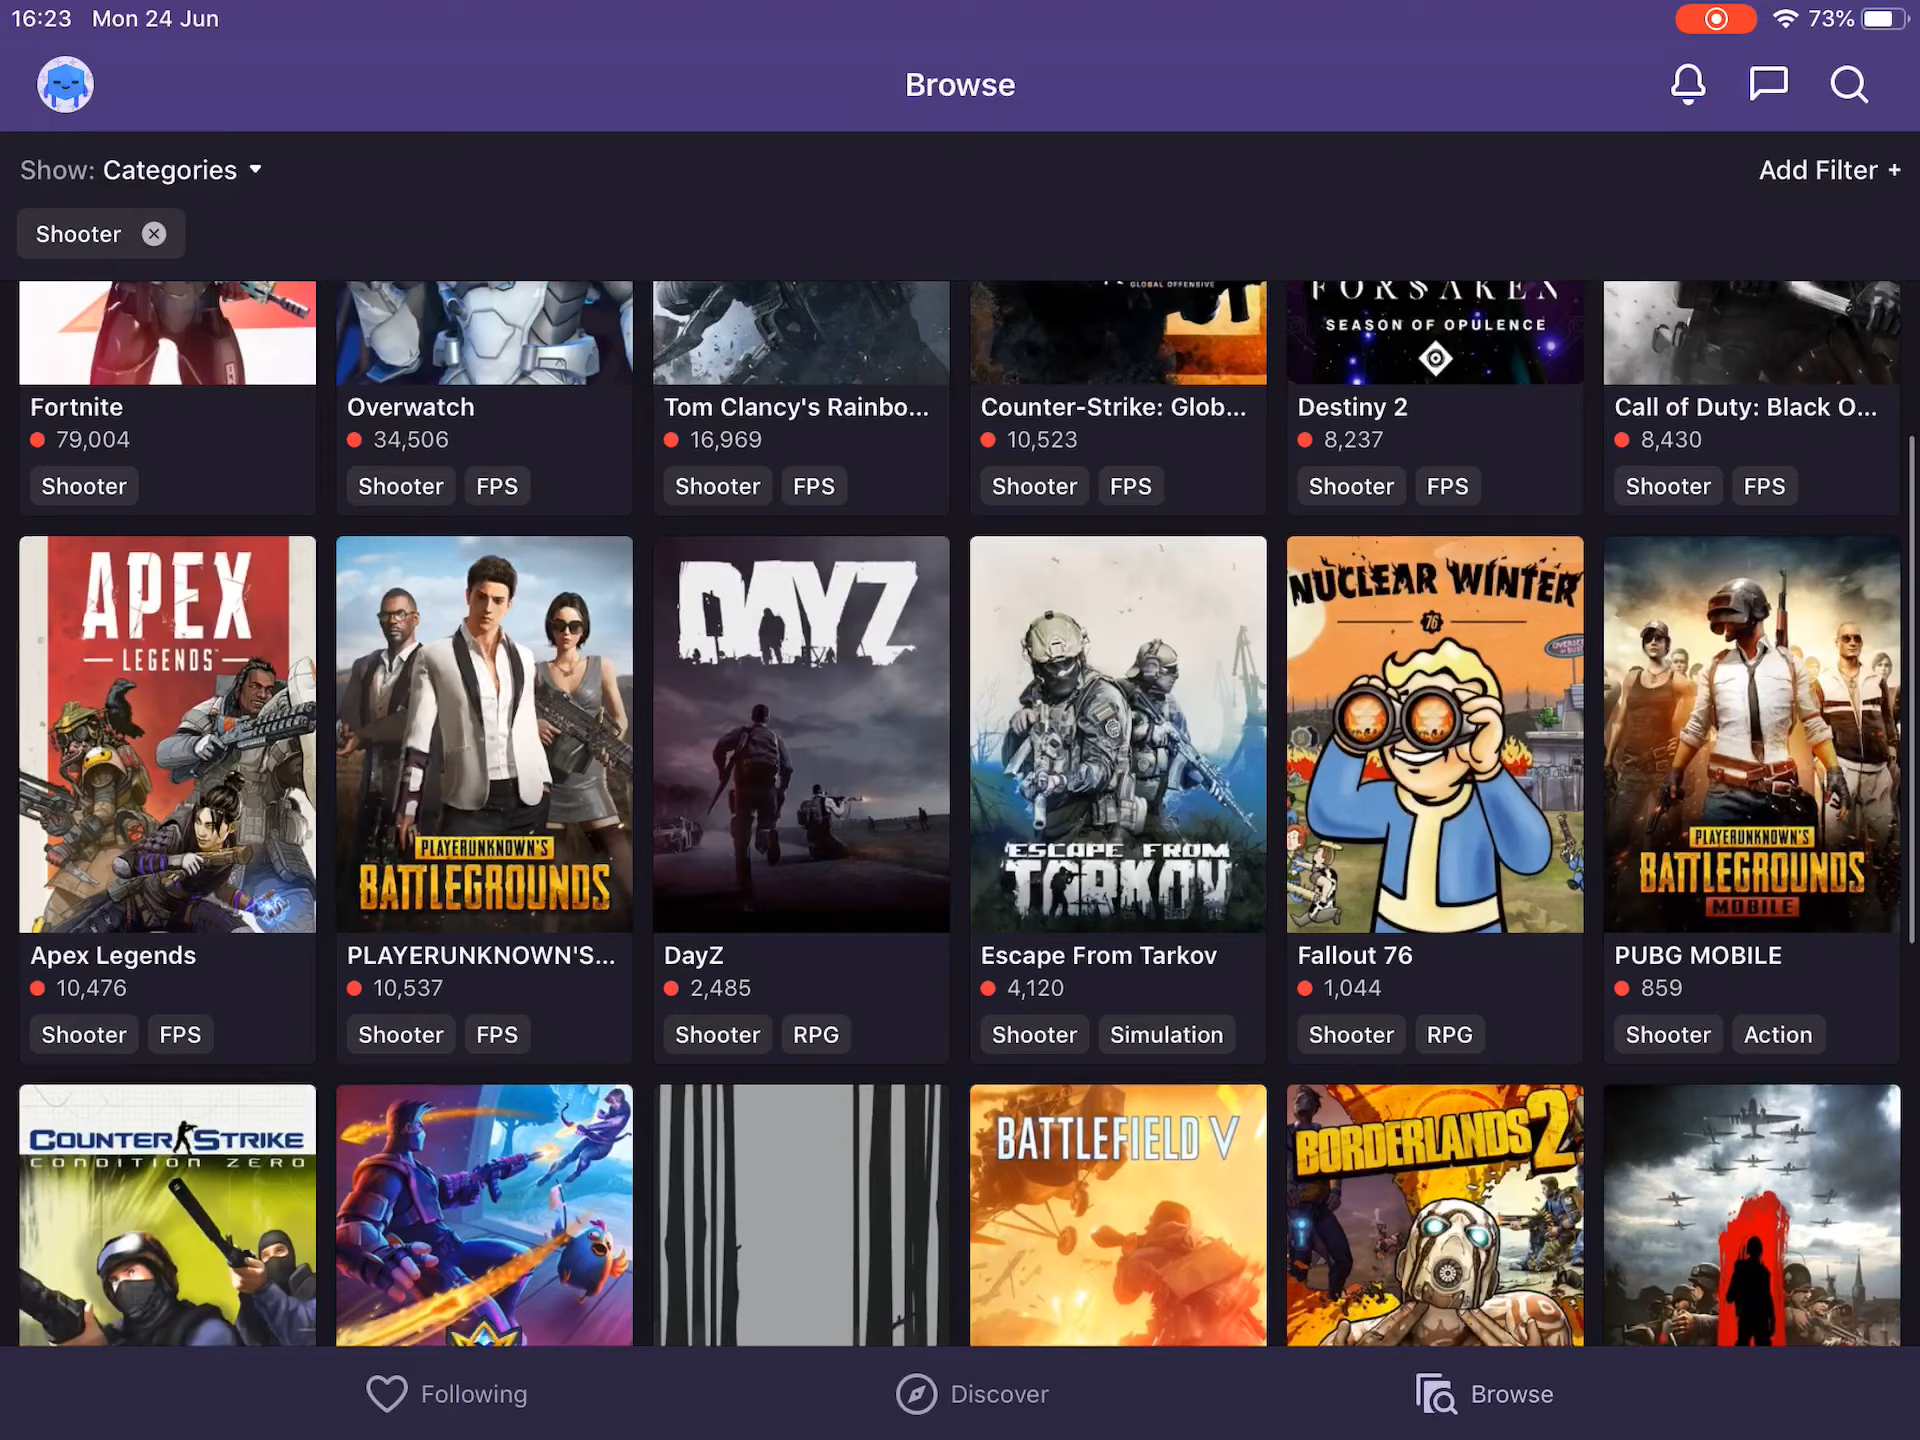 16:23 Mon 24 Jun
73%
Browse
Show: Categories
Add Filter +
Shooter
GLOBAL OFFENSIVE
FORSAKEN
SEASON OF OPULENCE
Fortnite
79,004
Shooter
Overwatch
34,506
Shooter FPS
Tom Clancy's Rainbo...
16,969
Shooter FPS
Counter-Strike: Glob...
10,523
Shooter FPS
Destiny 2
8,237
Shooter FPS
Call of Duty: Black O...
8,430
Shooter FPS
APEX
LEGENDS
Apex Legends
10,476
Shooter FPS
PLAYERUNKNOWN'S
BATTLEGROUNDS
PLAYERUNKNOWN'S...
10,537
Shooter FPS
DAYZ
DayZ
2,485
Shooter RPG
ESCAPE FROM
TARKOV
Escape From Tarkov
4,120
Shooter Simulation
NUCLEAR WINTER
76
Fallout 76
1,044
Shooter RPG
PLAYERUNKNOWN'S
BATTLEGROUNDS
MOBILE
PUBG MOBILE
859
Shooter Action
COUNTER STRIKE
CONDITION ZERO
BATTLEFIELD V
BORDERLANDS 2
Following
Discover
Browse